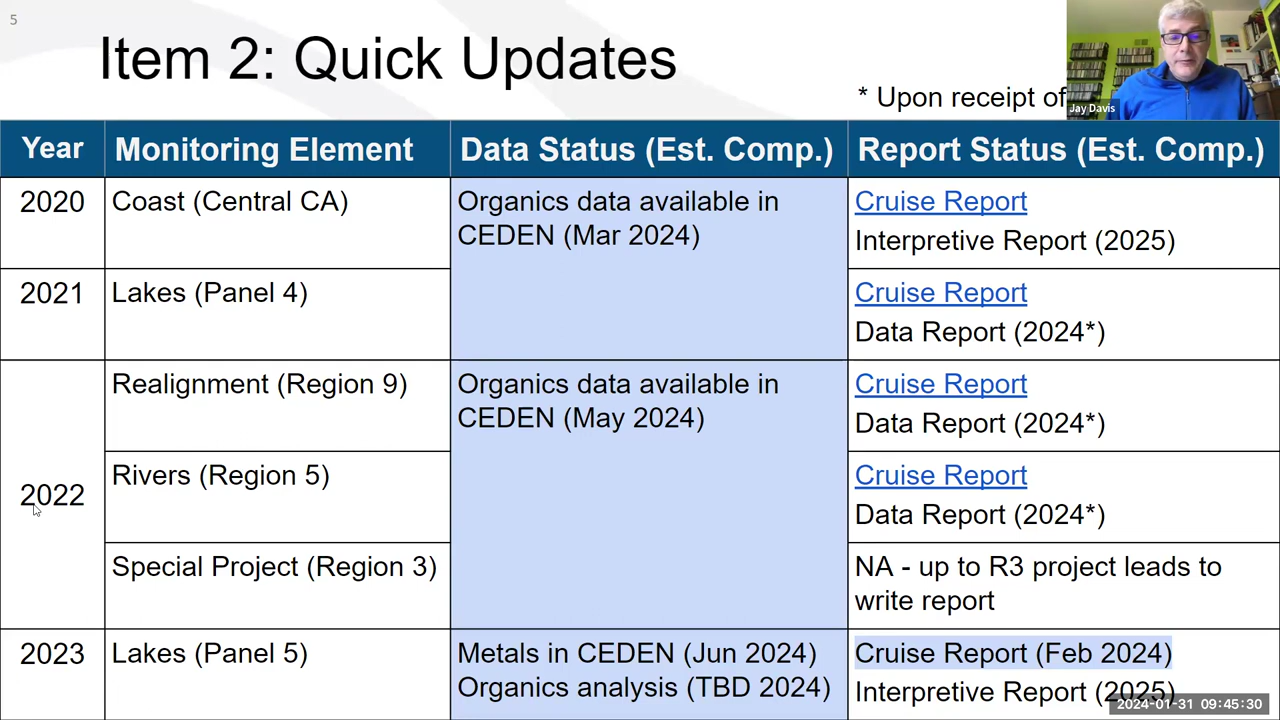 5
Item 2: Quick Updates
* Upon receipt of
Jay Davis
Year
Monitoring Element
Data Status (Est. Comp.)
Report Status (Est. Comp.)
2020
Coast (Central CA)
Organics data available in
CEDEN (Mar 2024)
Cruise Report
Interpretive Report (2025)
2021
Lakes (Panel 4)
Cruise Report
Data Report (2024*)
2022
Realignment (Region 9)
Organics data available in
CEDEN (May 2024)
Cruise Report
Data Report (2024*)
Rivers (Region 5)
Cruise Report
Data Report (2024*)
Special Project (Region 3)
NA - up to R3 project leads to
write report
2023
Lakes (Panel 5)
Metals in CEDEN (Jun 2024)
Organics analysis (TBD 2024)
Cruise Report (Feb 2024)
Interpretive Report (2025)
2024-01-31 09:45:30